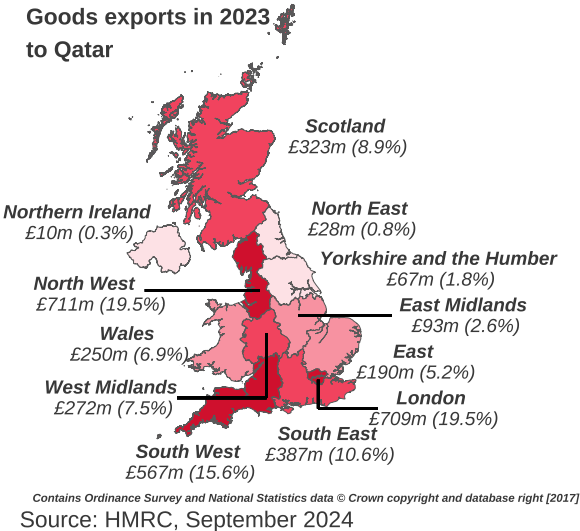 Goods exports in 2023
to Qatar
Scotland
£323m (8.9%)
Northern Ireland
£10m (0.3%)
North East
£28m (0.8%)
Yorkshire and the Humber
£67m (1.8%)
North West
£711m (19.5%)
East Midlands
£93m (2.6%)
Wales
£250m (6.9%)
East
£190m (5.2%)
West Midlands
£272m (7.5%)
London
£709m (19.5%)
South West
£567m (15.6%)
South East
£387m (10.6%)
Contains Ordinance Survey and National Statistics data © Crown copyright and database right [2017]
Source: HMRC, September 2024